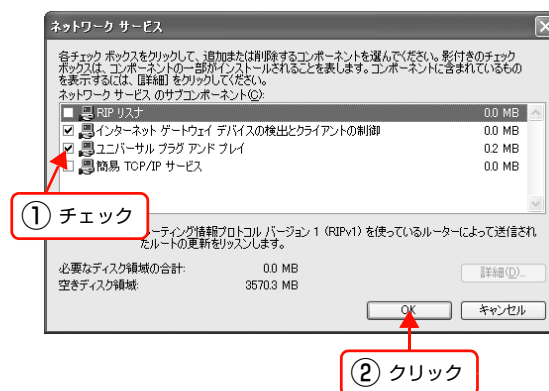 ネットワーク サービス
各チェック ボックスをクリックして、追加または削除するコンポーネントを選んでください。影付きのチェック
ボックスは、コンポーネントの一部がインストールされることを表します。コンポーネントに含まれているもの
を表示するには、[詳細] をクリックしてください。
ネットワーク サービス のサブコンポーネント(C):
RIP リスナ 0.0 MB
インターネット ゲートウェイ デバイスの検出とクライアントの制御 0.0 MB
ユニバーサル プラグ アンド プレイ 0.2 MB
簡易 TCP/IP サービス 0.0 MB
① チェック
ーティング情報プロトコル バージョン 1 (RIPv1) を使っているルーターによって送信され
たルートの更新をリッスンします。
必要なディスク領域の合計: 0.0 MB
空きディスク領域: 3570.3 MB
詳細(D)...
OK
キャンセル
② クリック